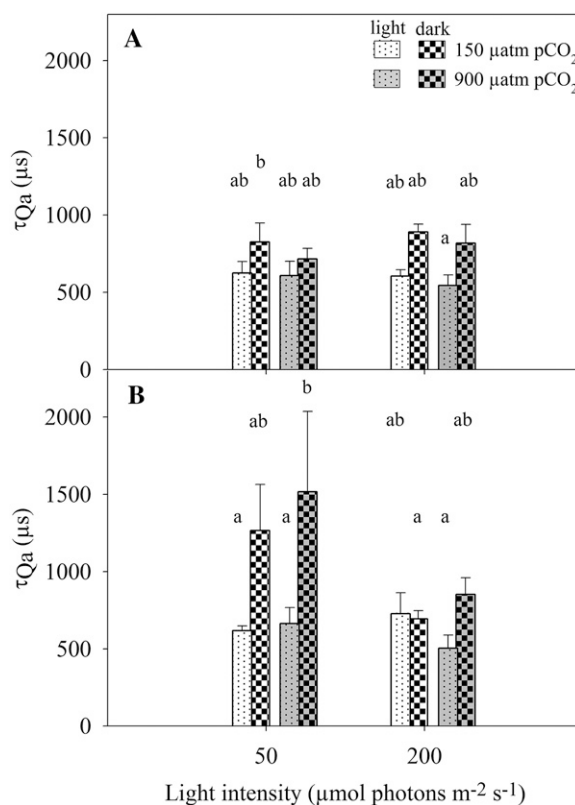 A
light dark
150 µatm pCO2
900 µatm pCO2
2000
1500
1000
500
0
τQa (µs)
ab b ab ab ab ab a ab
B
2000
1500
1000
500
0
τQa (µs)
a ab a b ab a a ab
50 200
Light intensity (µmol photons m-2 s-1)